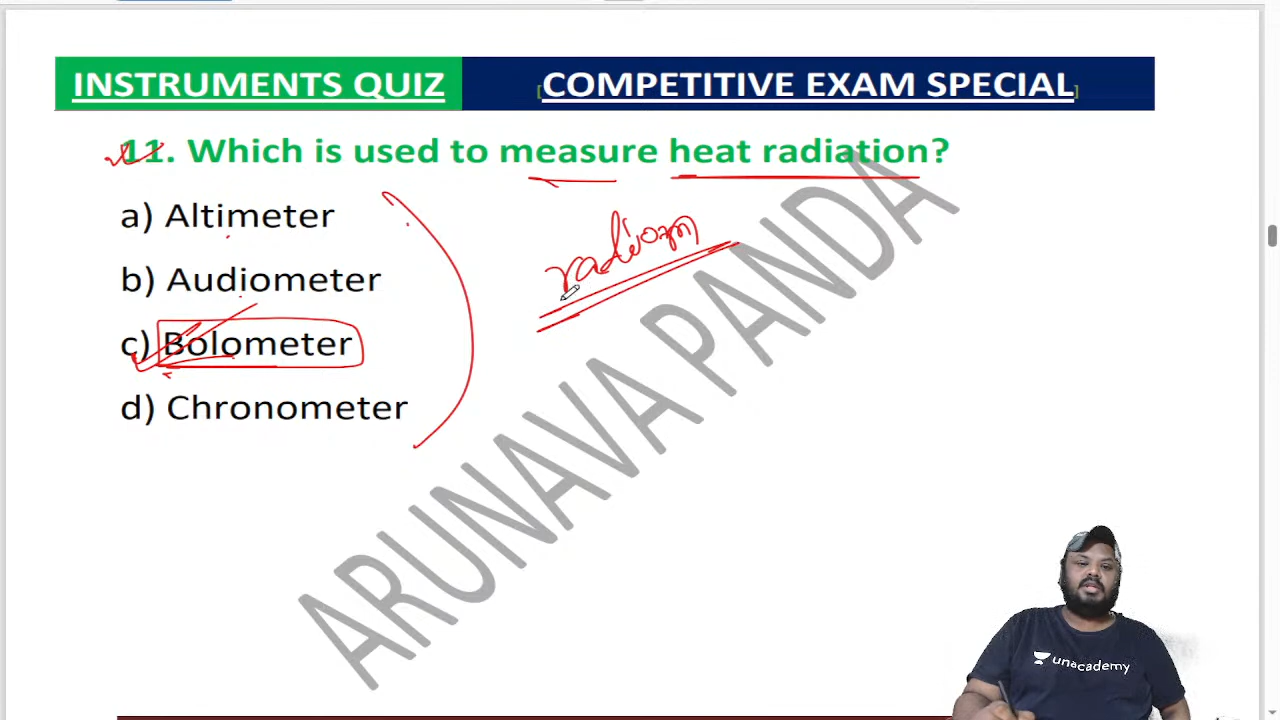 INSTRUMENTS QUIZ
[COMPETITIVE EXAM SPECIAL]
11. Which is used to measure heat radiation?
a) Altimeter
b) Audiometer
c) Bolometer
d) Chronometer
ARUNAVA PANDA
unacademy